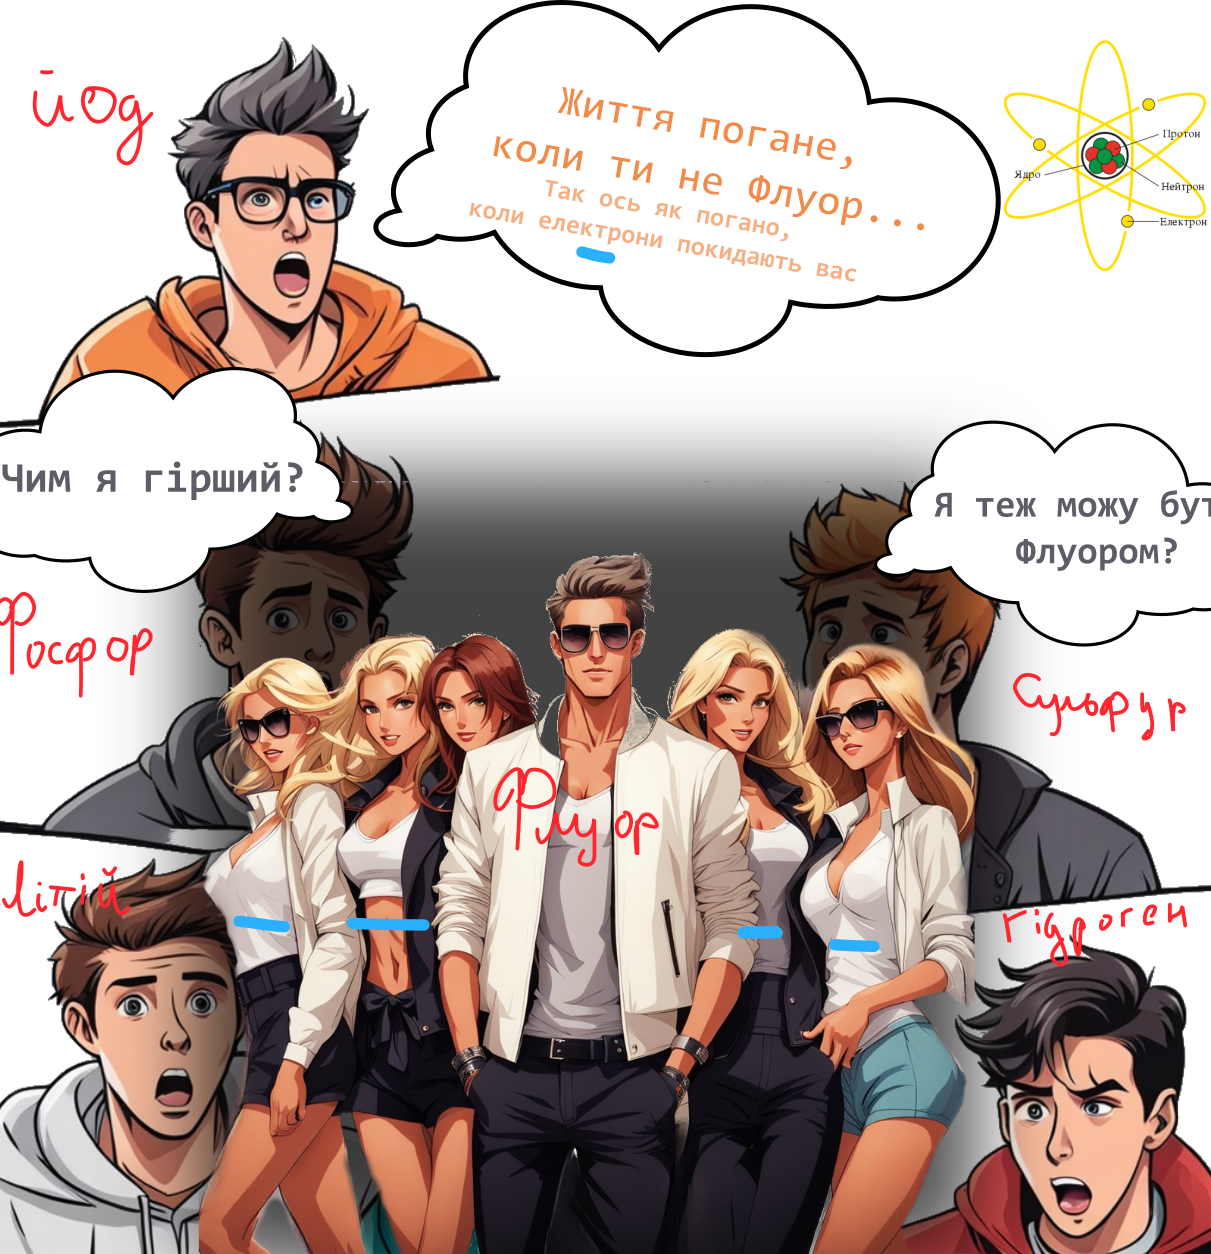 йод
Життя погане,
коли ти не Флуор...
Так ось як погано,
коли електрони покидають вас
Протон
Ядро
Нейтрон
Електрон
Чим я гірший?
Я теж можу бут
Флуором?
Фосфор
Сульфур
Флуор
Літій
гідроген